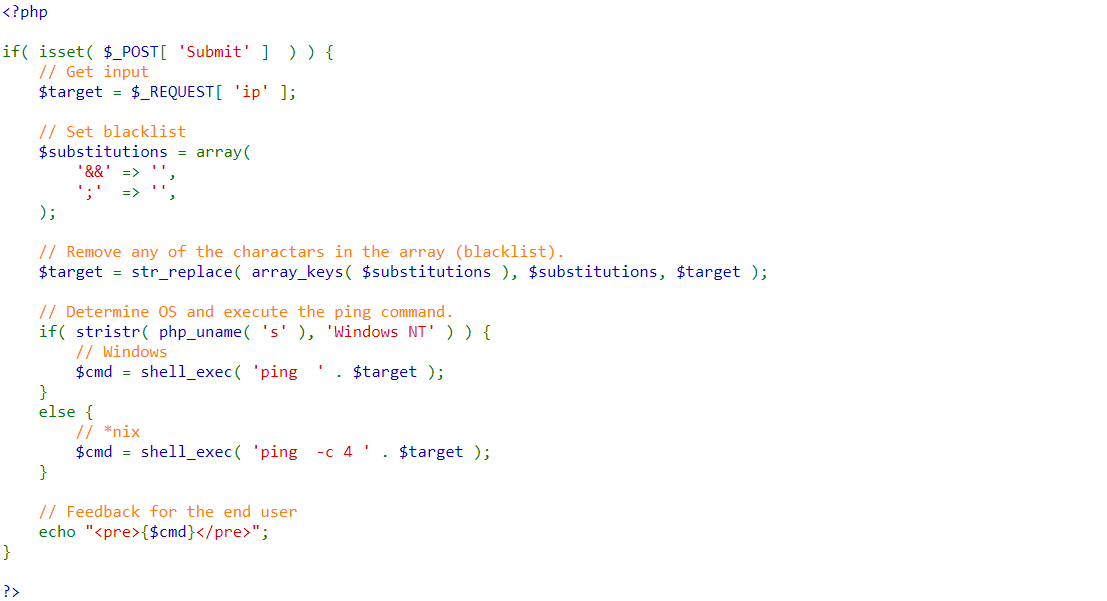 <?php
if( isset( $_POST[ 'Submit' ]  ) ) {
    // Get input
    $target = $_REQUEST[ 'ip' ];
    // Set blacklist
    $substitutions = array(
        '&&' => '',
        ';'  => '',
    );
    // Remove any of the charactars in the array (blacklist).
    $target = str_replace( array_keys( $substitutions ), $substitutions, $target );
    // Determine OS and execute the ping command.
    if( stristr( php_uname( 's' ), 'Windows NT' ) ) {
        // Windows
        $cmd = shell_exec( 'ping  ' . $target );
    }
    else {
        // *nix
        $cmd = shell_exec( 'ping  -c 4 ' . $target );
    }
    // Feedback for the end user
    echo "<pre>{$cmd}</pre>";
}
?>